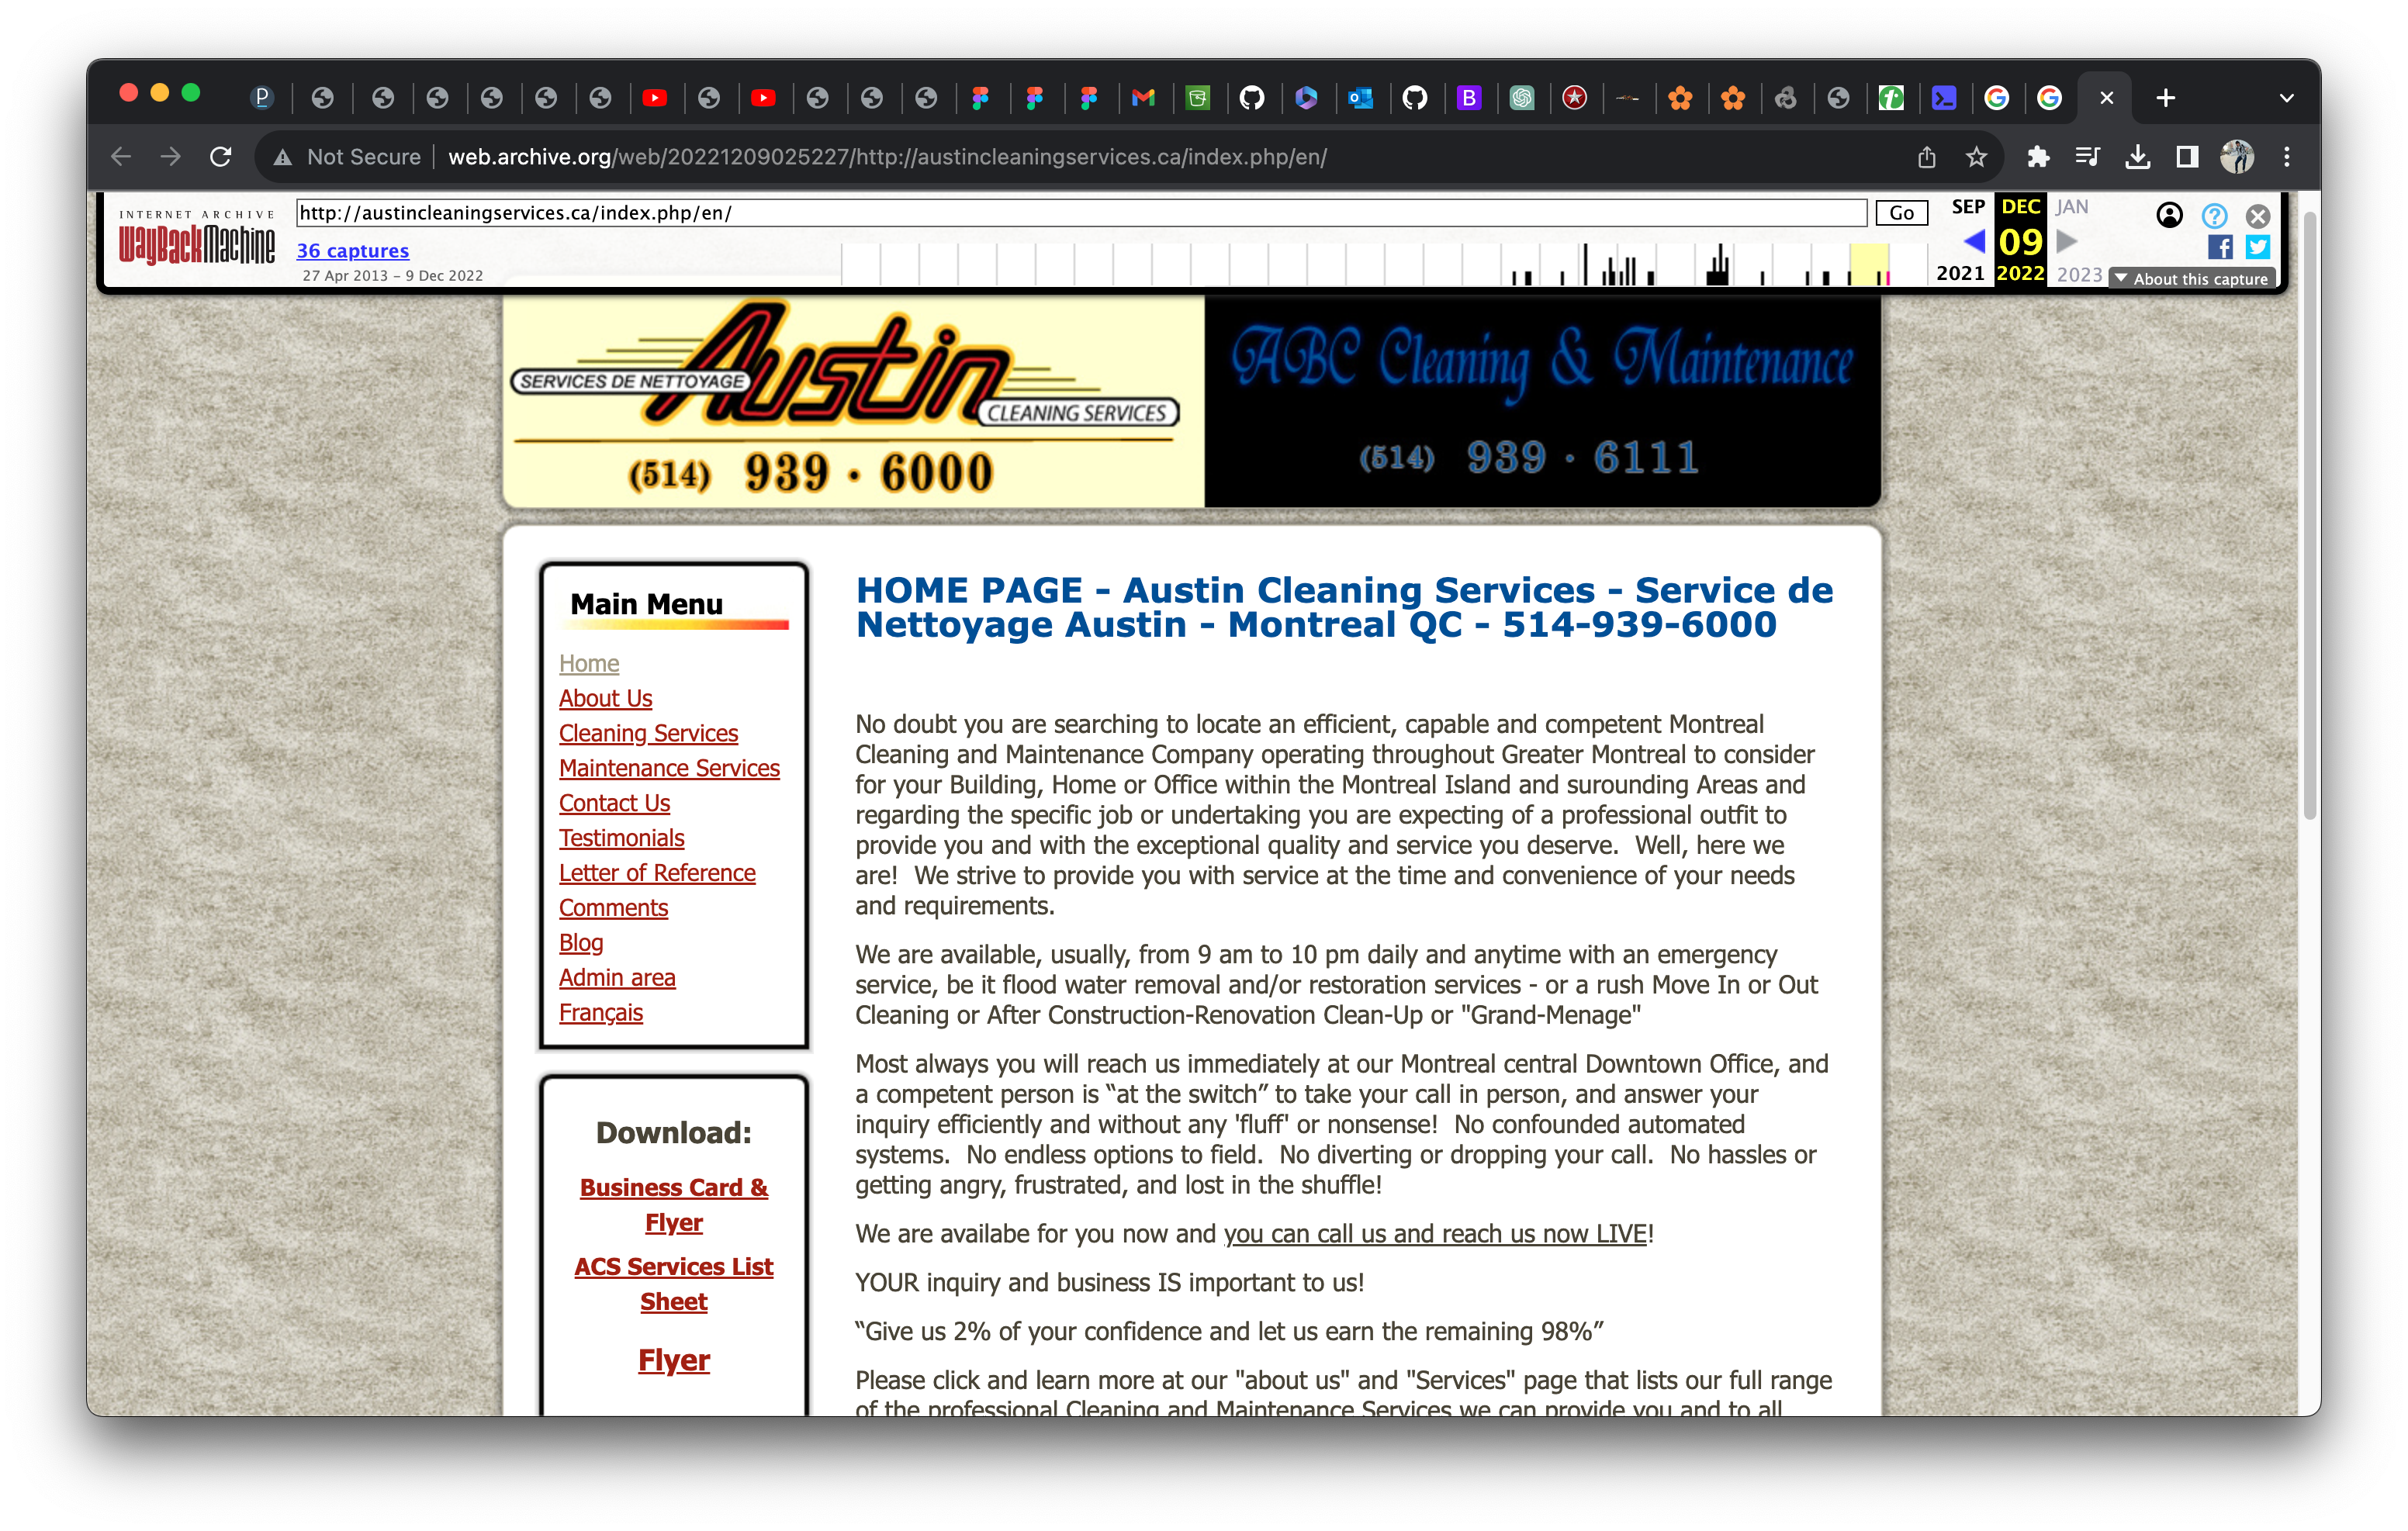 Not Secure
web.archive.org/web/20221209025227/http://austincleaningservices.ca/index.php/en/
INTERNET ARCHIVE
WayBackMachine
http://austincleaningservices.ca/index.php/en/
Go
SEP DEC JAN
36 captures
09
27 Apr 2013 – 9 Dec 2022
2021 2022 2023
About this capture
Austin
SERVICES DE NETTOYAGE
CLEANING SERVICES
(514) 939 · 6000
ABC Cleaning & Maintenance
(514) 939 · 6111
Main Menu
Home
About Us
Cleaning Services
Maintenance Services
Contact Us
Testimonials
Letter of Reference
Comments
Blog
Admin area
Français
Download:
Business Card &
Flyer
ACS Services List
Sheet
Flyer
HOME PAGE - Austin Cleaning Services - Service de
Nettoyage Austin - Montreal QC - 514-939-6000
No doubt you are searching to locate an efficient, capable and competent Montreal
Cleaning and Maintenance Company operating throughout Greater Montreal to consider
for your Building, Home or Office within the Montreal Island and surounding Areas and
regarding the specific job or undertaking you are expecting of a professional outfit to
provide you and with the exceptional quality and service you deserve.  Well, here we
are!  We strive to provide you with service at the time and convenience of your needs
and requirements.
We are available, usually, from 9 am to 10 pm daily and anytime with an emergency
service, be it flood water removal and/or restoration services - or a rush Move In or Out
Cleaning or After Construction-Renovation Clean-Up or "Grand-Menage"
Most always you will reach us immediately at our Montreal central Downtown Office, and
a competent person is “at the switch” to take your call in person, and answer your
inquiry efficiently and without any 'fluff' or nonsense!  No confounded automated
systems.  No endless options to field.  No diverting or dropping your call.  No hassles or
getting angry, frustrated, and lost in the shuffle!
We are availabe for you now and you can call us and reach us now LIVE!
YOUR inquiry and business IS important to us!
“Give us 2% of your confidence and let us earn the remaining 98%”
Please click and learn more at our "about us" and "Services" page that lists our full range
of the professional Cleaning and Maintenance Services we can provide you and to all